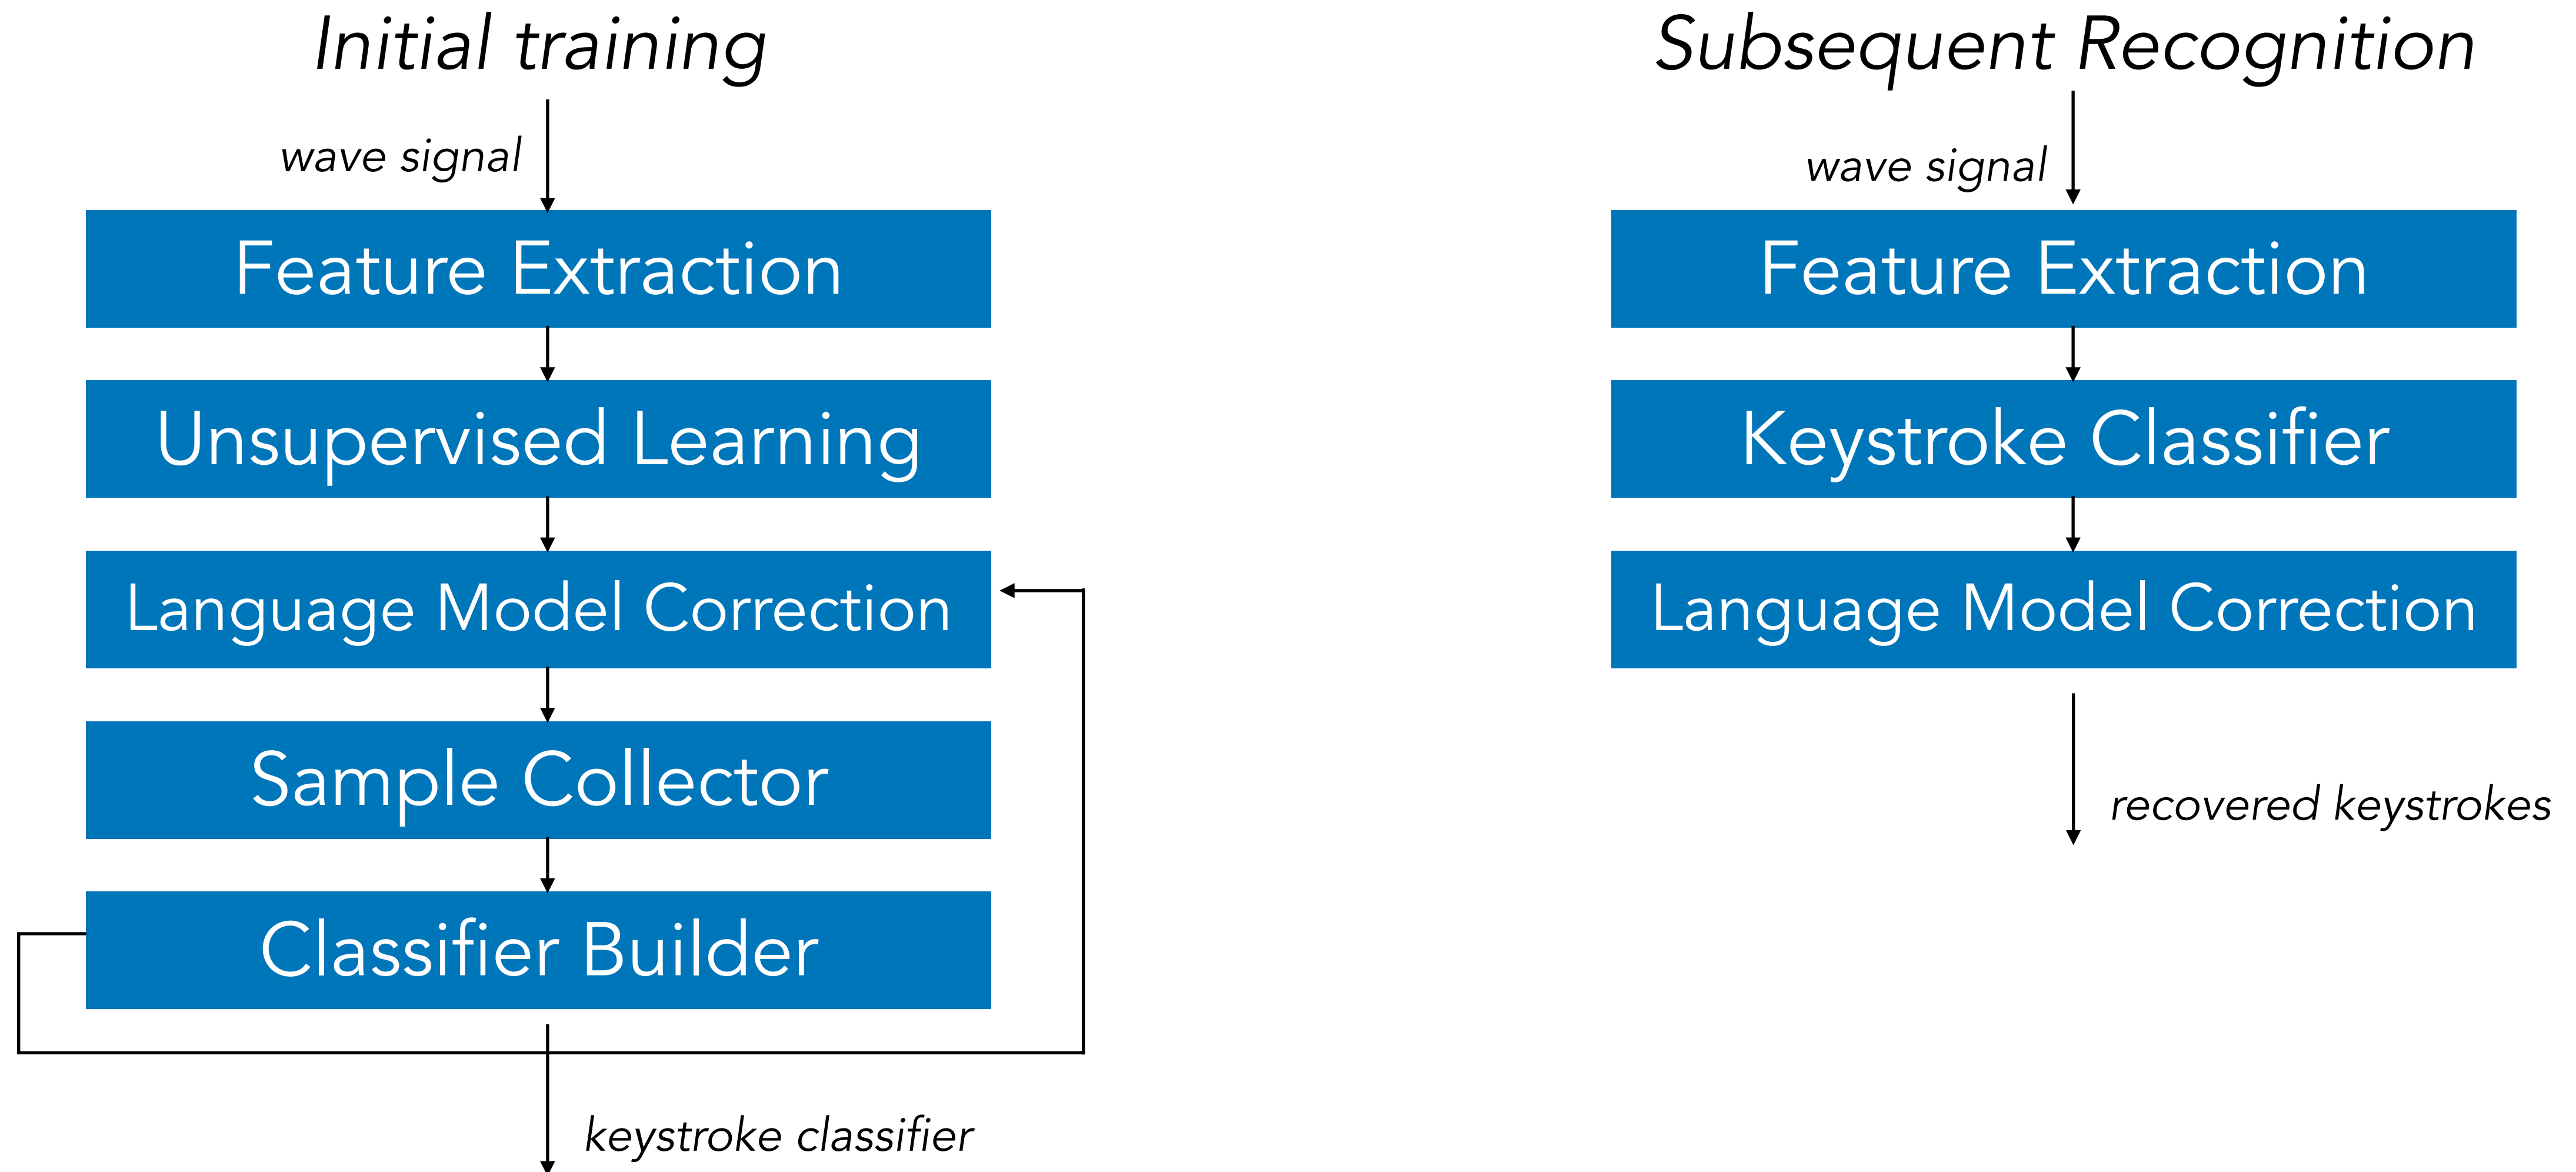 Initial training
wave signal
Feature Extraction
Unsupervised Learning
Language Model Correction
Sample Collector
Classifier Builder
keystroke classifier
Subsequent Recognition
wave signal
Feature Extraction
Keystroke Classifier
Language Model Correction
recovered keystrokes